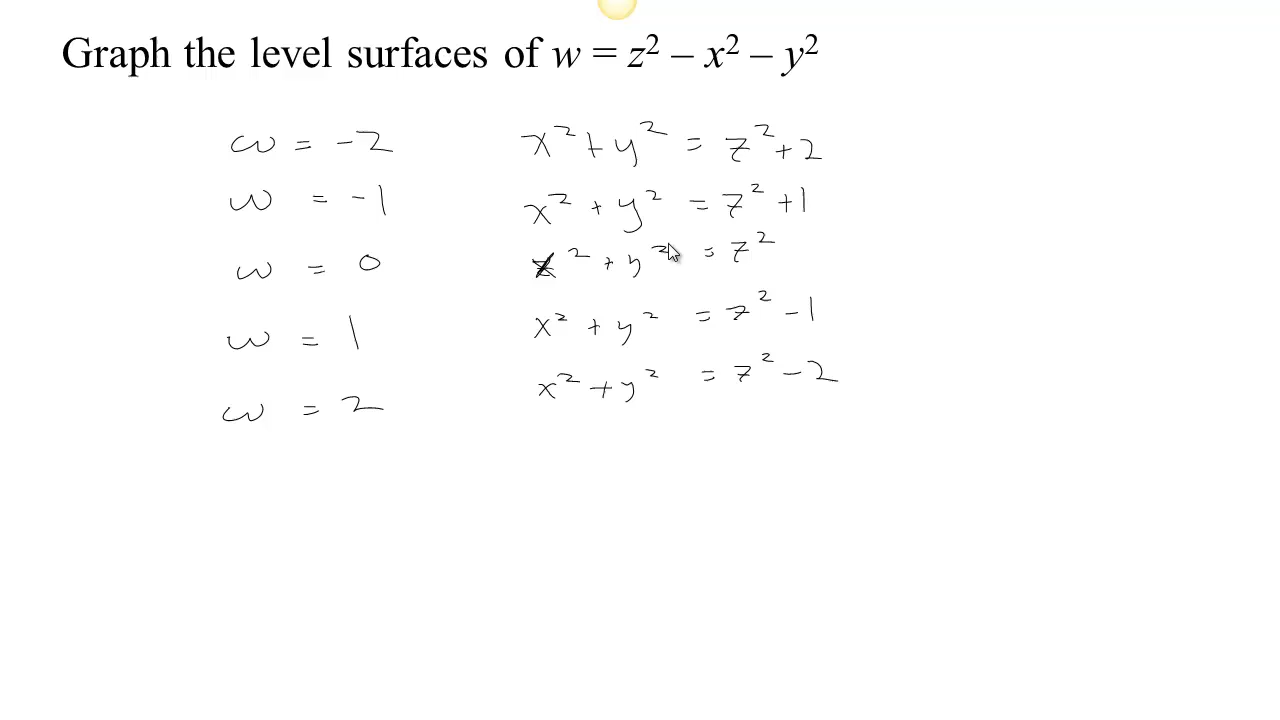 Graph the level surfaces of w = z² – x² – y²
w = -2 x² + y² = z² + 2
w = -1 x² + y² = z² + 1
w = 0 x² + y² = z²
w = 1 x² + y² = z² - 1
w = 2 x² + y² = z² - 2